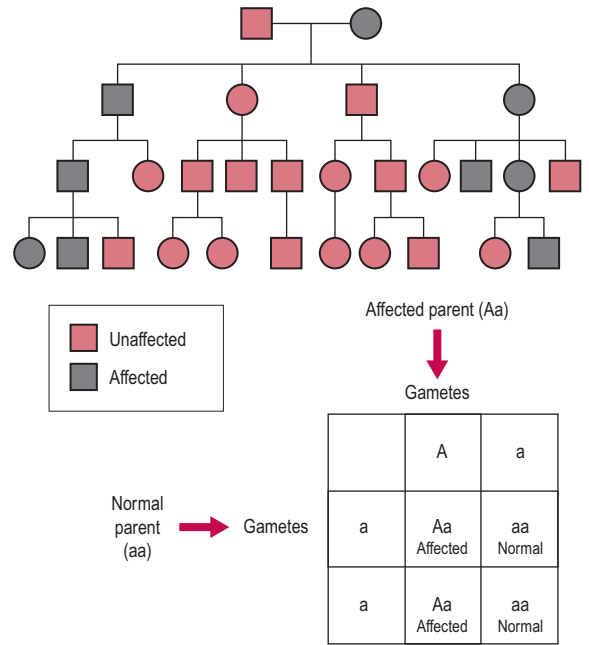 Unaffected
Affected
Affected parent (Aa)
Gametes
A a
Normal
parent
(aa)
Gametes
a Aa aa
Affected Normal
a Aa aa
Affected Normal